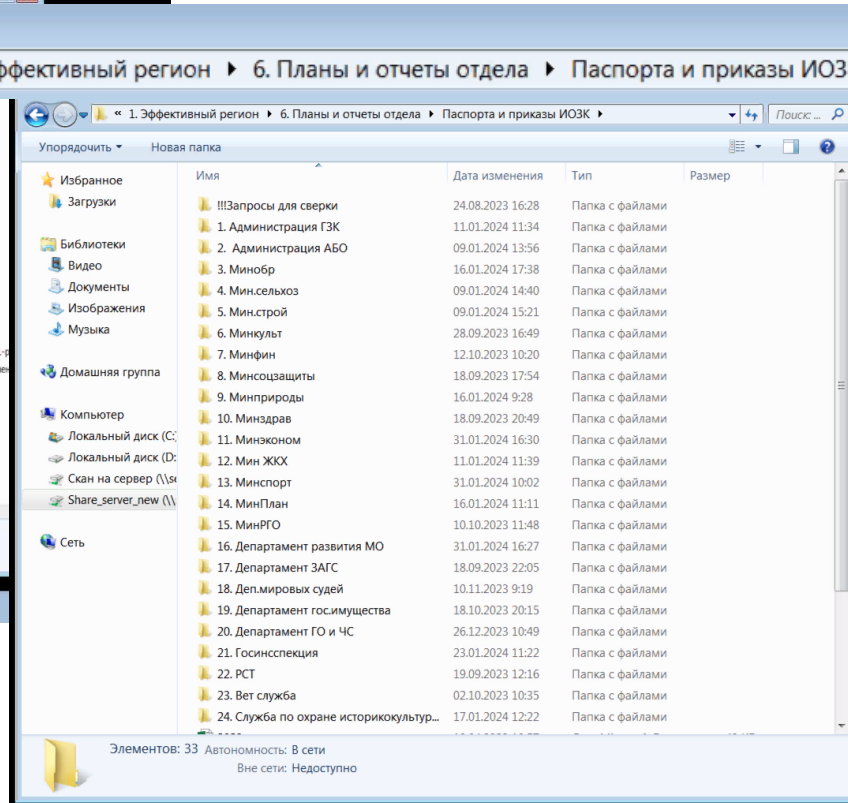 ффективный регион ▸ 6. Планы и отчеты отдела ▸ Паспорта и приказы ИОЗ
« 1. Эффективный регион ▸ 6. Планы и отчеты отдела ▸ Паспорта и приказы ИОЗК ▸ Поиск: ...
Упорядочить Новая папка
Имя Дата изменения Тип Размер
Избранное
Загрузки
Библиотеки
Видео
Документы
Изображения
Музыка
Домашняя группа
Компьютер
Локальный диск (C:
Локальный диск (D:
Скан на сервер (\\se
Share_server_new (\\
Сеть
!!!Запросы для сверки 24.08.2023 16:28 Папка с файлами
1. Администрация ГЗК 11.01.2024 11:34 Папка с файлами
2. Администрация АБО 09.01.2024 13:56 Папка с файлами
3. Минобр 16.01.2024 17:38 Папка с файлами
4. Мин.сельхоз 09.01.2024 14:40 Папка с файлами
5. Мин.строй 09.01.2024 15:21 Папка с файлами
6. Минкульт 28.09.2023 16:49 Папка с файлами
7. Минфин 12.10.2023 10:20 Папка с файлами
8. Минсоцзащиты 18.09.2023 17:54 Папка с файлами
9. Минприроды 16.01.2024 9:28 Папка с файлами
10. Минздрав 18.09.2023 20:49 Папка с файлами
11. Минэконом 31.01.2024 16:30 Папка с файлами
12. Мин ЖКХ 11.01.2024 11:39 Папка с файлами
13. Минспорт 31.01.2024 10:02 Папка с файлами
14. МинПлан 16.01.2024 11:11 Папка с файлами
15. МинРГО 10.10.2023 11:48 Папка с файлами
16. Департамент развития МО 31.01.2024 16:27 Папка с файлами
17. Департамент ЗАГС 18.09.2023 22:05 Папка с файлами
18. Деп.мировых судей 10.11.2023 9:19 Папка с файлами
19. Департамент гос.имущества 18.10.2023 20:15 Папка с файлами
20. Департамент ГО и ЧС 26.12.2023 10:49 Папка с файлами
21. Госинсспекция 23.01.2024 11:22 Папка с файлами
22. РСТ 19.09.2023 12:16 Папка с файлами
23. Вет служба 02.10.2023 10:35 Папка с файлами
24. Служба по охране историкокультур... 17.01.2024 12:22 Папка с файлами
Элементов: 33 Автономность: В сети
Вне сети: Недоступно